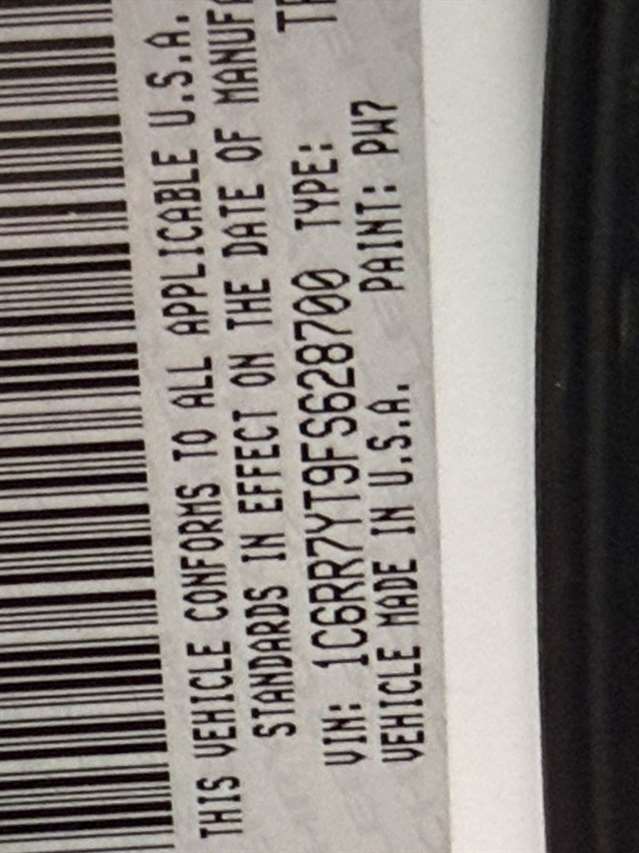 THIS VEHICLE CONFORMS TO ALL APPLICABLE U.S.A.
STANDARDS IN EFFECT ON THE DATE OF
VIN: 1C6RR7YT9FS628700 TYPE:
VEHICLE MADE IN U.S.A. PAINT: PW7